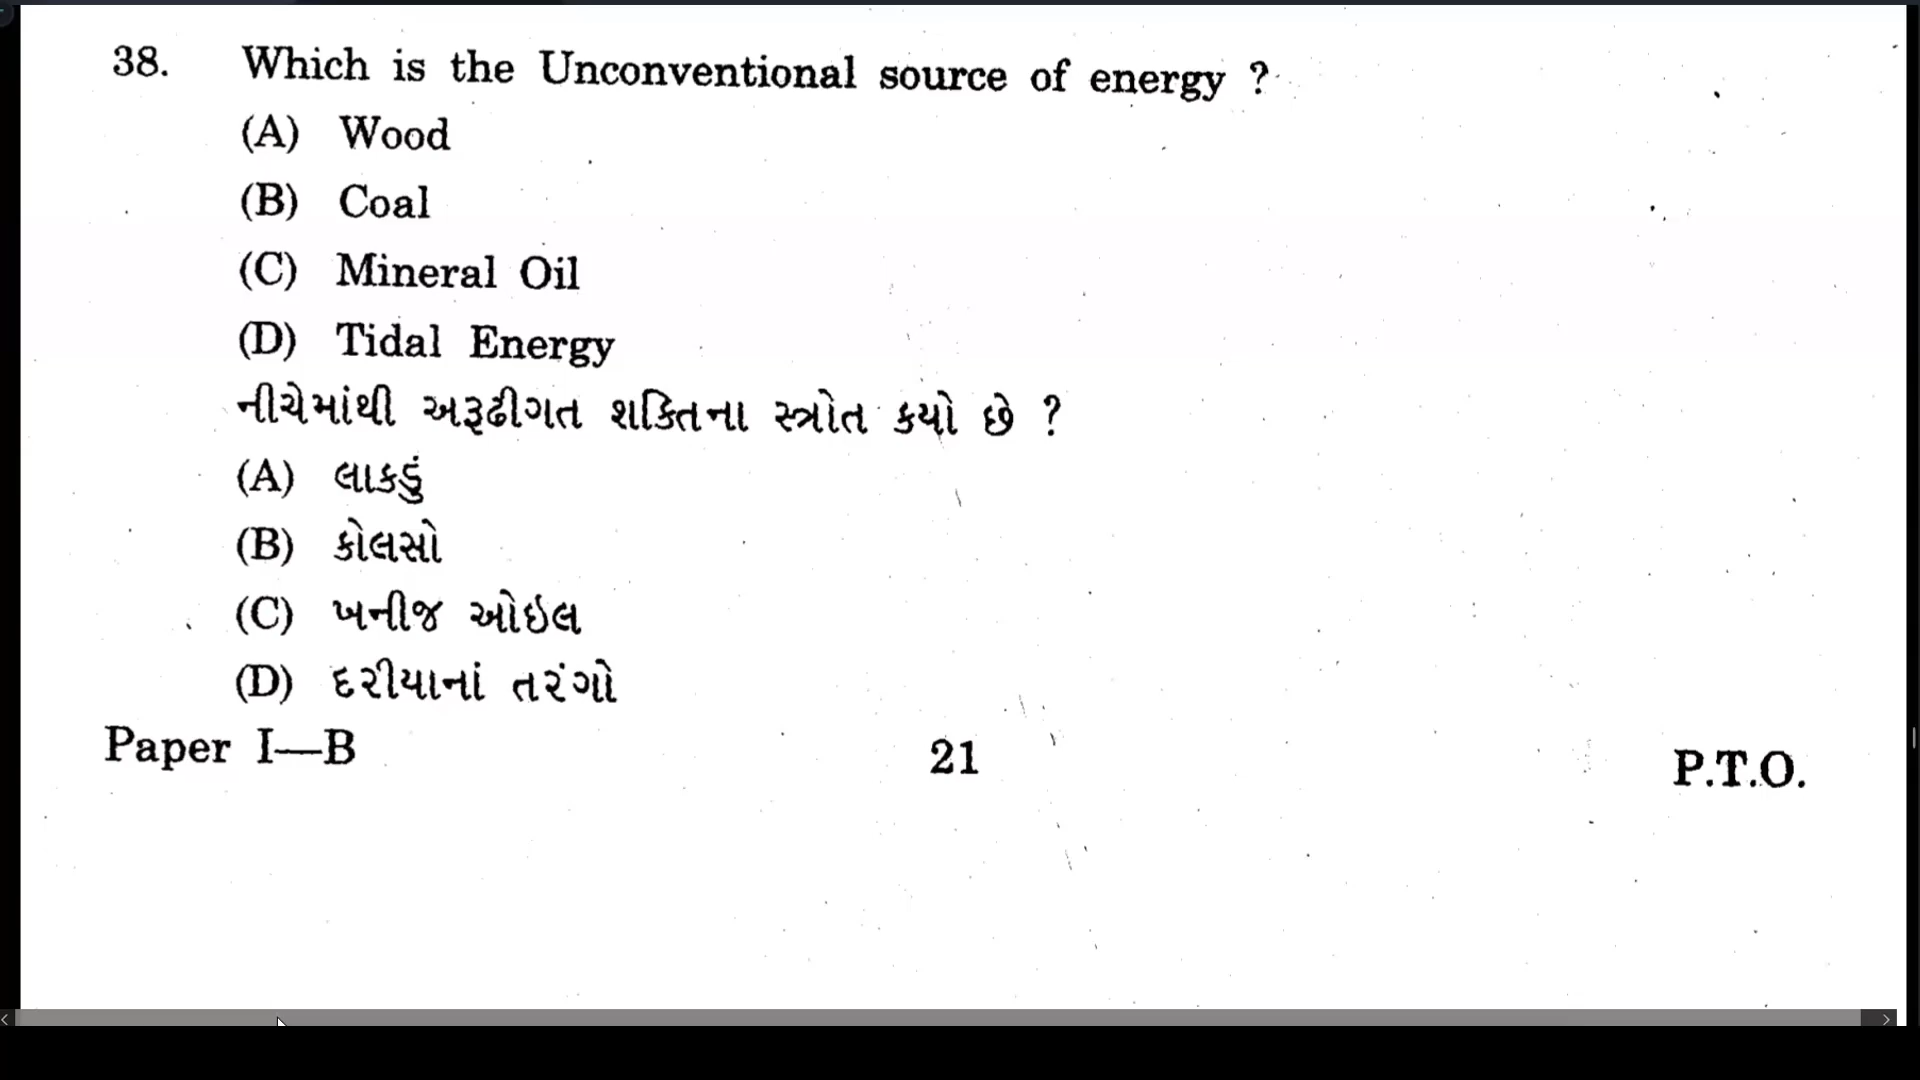 38. Which is the Unconventional source of energy ?
(A) Wood
(B) Coal
(C) Mineral Oil
(D) Tidal Energy
નીચેમાંથી અરૂઢીગત શક્તિના સ્ત્રોત કયો છે ?
(A) લાકડું
(B) કોલસો
(C) ખનીજ ઓઇલ
(D) દરીયાનાં તરંગો
Paper I—B 21 P.T.O.